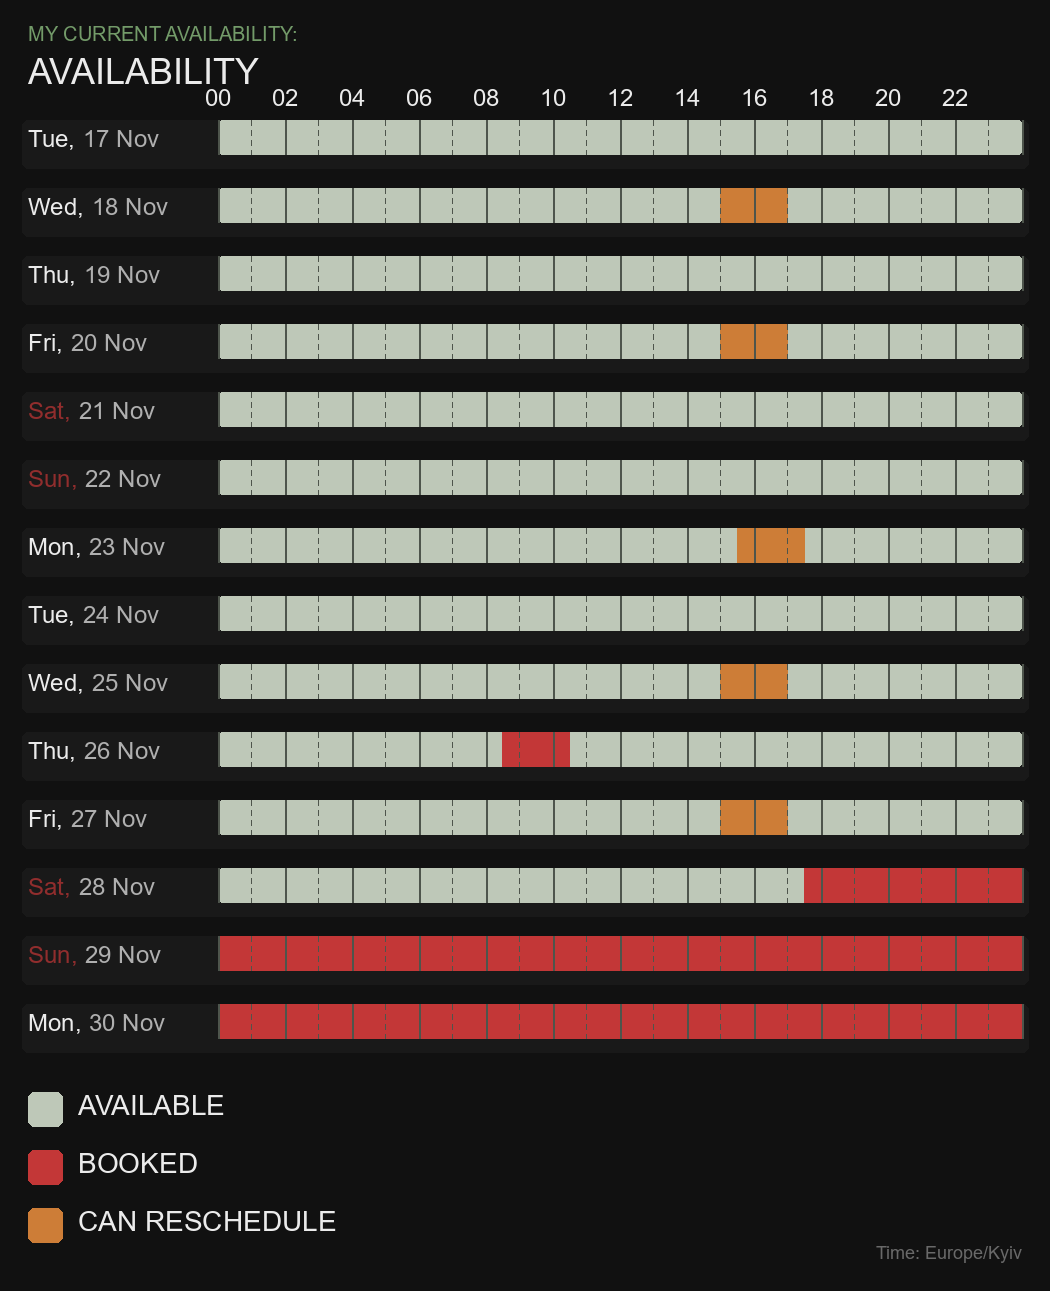 MY CURRENT AVAILABILITY:
AVAILABILITY
00 02 04 06 08 10 12 14 16 18 20 22
Tue, 17 Nov
Wed, 18 Nov
Thu, 19 Nov
Fri, 20 Nov
Sat, 21 Nov
Sun, 22 Nov
Mon, 23 Nov
Tue, 24 Nov
Wed, 25 Nov
Thu, 26 Nov
Fri, 27 Nov
Sat, 28 Nov
Sun, 29 Nov
Mon, 30 Nov
AVAILABLE
BOOKED
CAN RESCHEDULE
Time: Europe/Kyiv